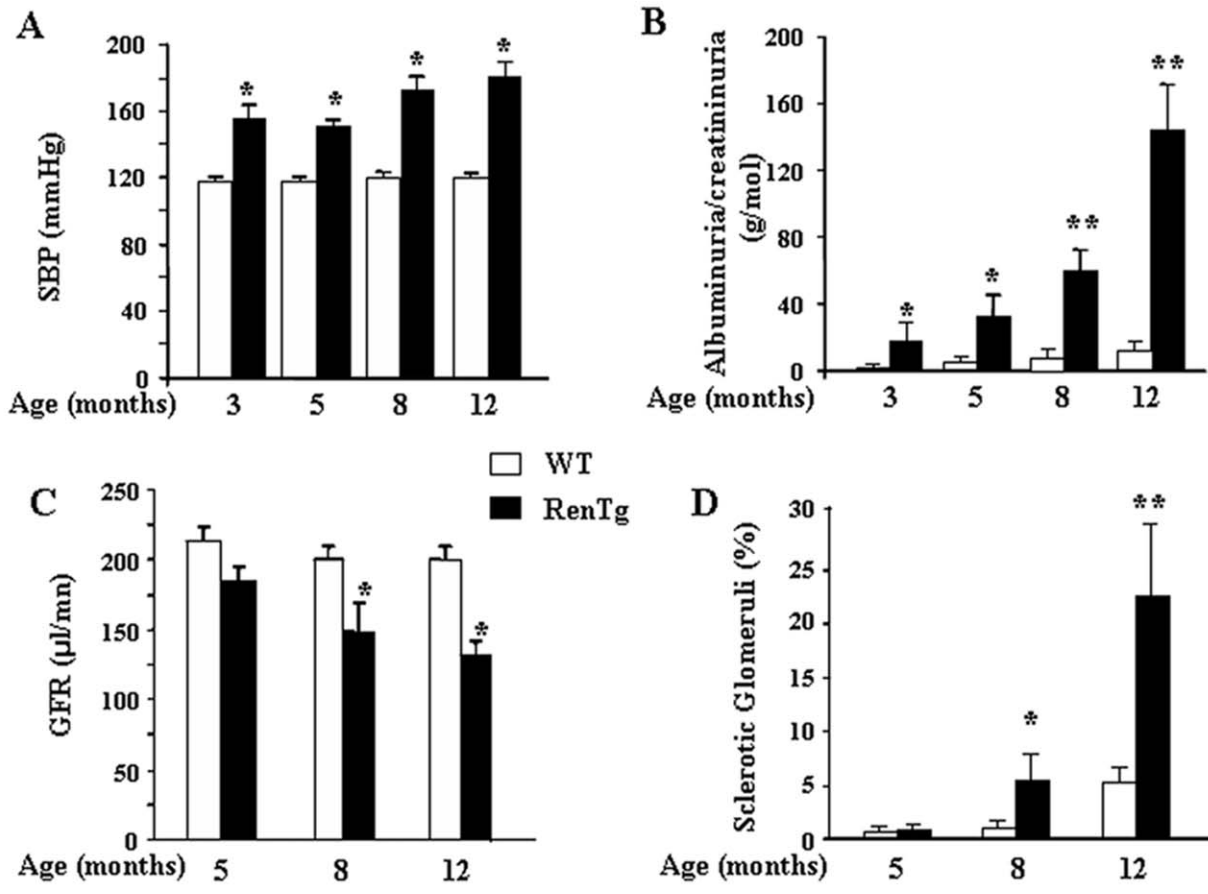 A
SBP (mmHg)
200
160
120
80
40
0
* * * *
Age (months) 3 5 8 12
B
Albuminuria/creatininuria
(g/mol)
200
160
120
80
40
0
* * ** **
Age (months) 3 5 8 12
WT
RenTg
C
GFR (µl/mn)
250
200
150
100
50
0
* *
Age (months) 5 8 12
D
Sclerotic Glomeruli (%)
30
25
20
15
10
5
0
* **
Age (months) 5 8 12